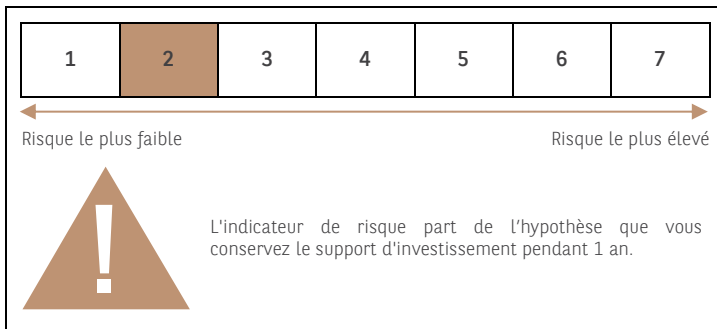 1 2 3 4 5 6 7
Risque le plus faible Risque le plus élevé
!
L'indicateur de risque part de l’hypothèse que vous
conservez le support d'investissement pendant 1 an.